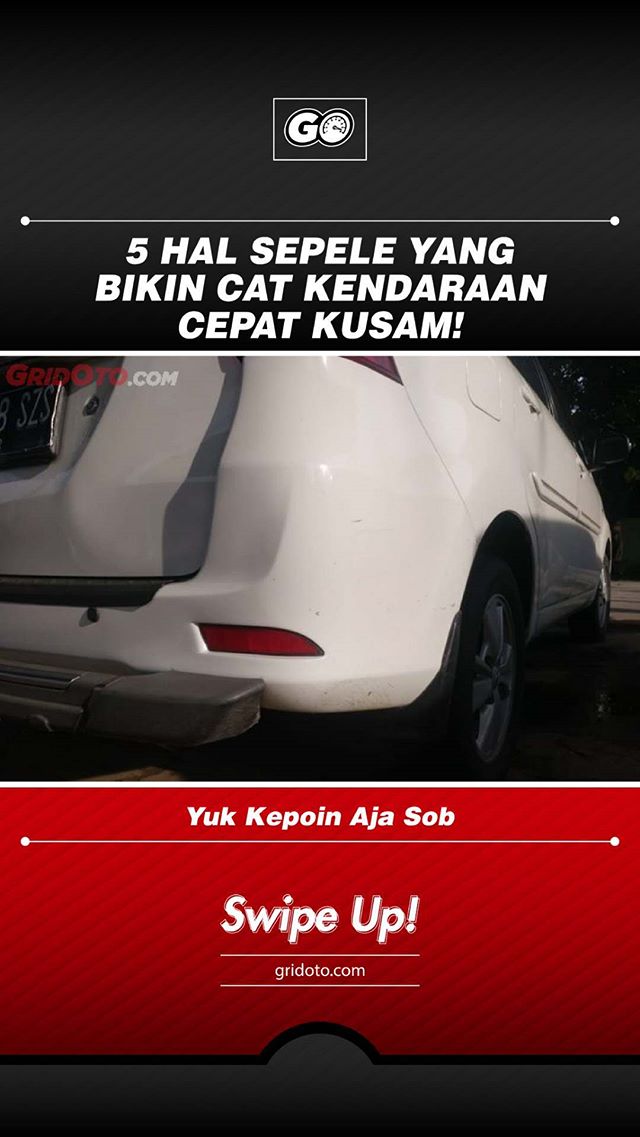 GO
5 HAL SEPELE YANG
BIKIN CAT KENDARAAN
CEPAT KUSAM!
GRIDOTO.COM
B SZS
Yuk Kepoin Aja Sob
Swipe Up!
gridoto.com